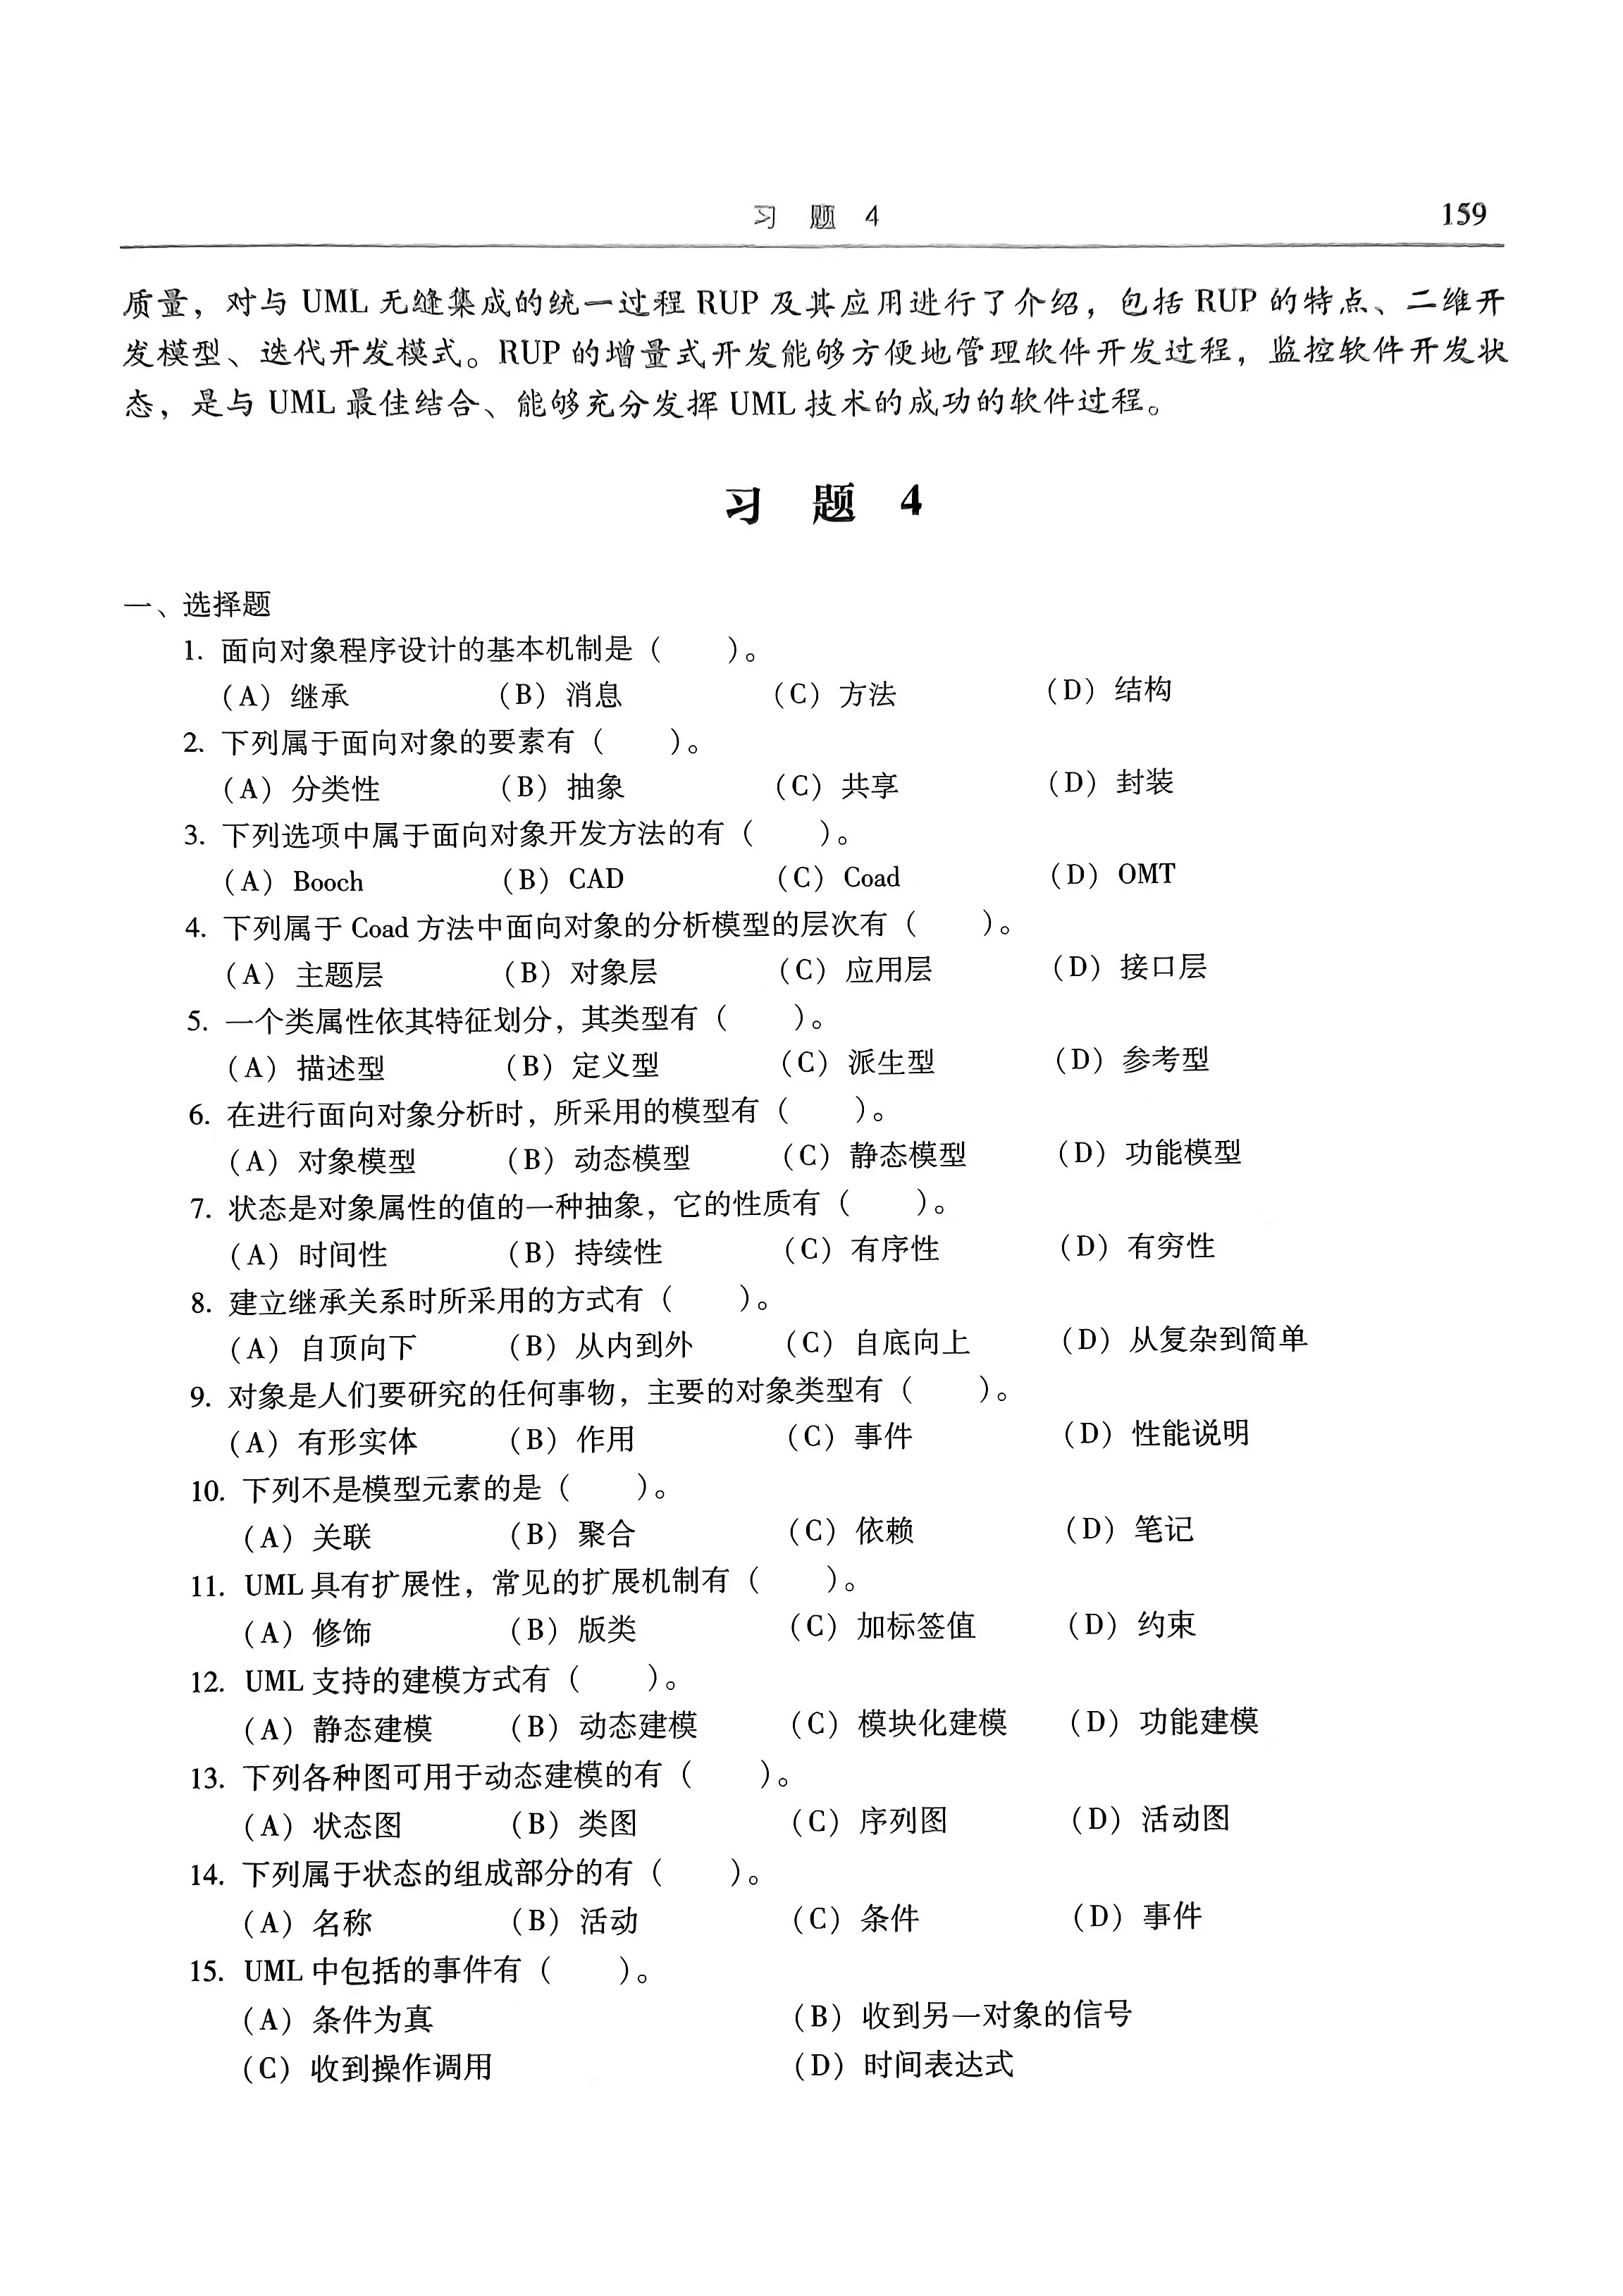 习 题 4 159
质量，对与 UML 无缝集成的统一过程 RUP 及其应用进行了介绍，包括 RUP 的特点、二维开
发模型、迭代开发模式。RUP 的增量式开发能够方便地管理软件开发过程，监控软件开发状
态，是与 UML 最佳结合、能够充分发挥 UML 技术的成功的软件过程。
习 题 4
一、选择题
1. 面向对象程序设计的基本机制是（ ）。
（A）继承 （B）消息 （C）方法 （D）结构
2. 下列属于面向对象的要素有（ ）。
（A）分类性 （B）抽象 （C）共享 （D）封装
3. 下列选项中属于面向对象开发方法的有（ ）。
（A）Booch （B）CAD （C）Coad （D）OMT
4. 下列属于 Coad 方法中面向对象的分析模型的层次有（ ）。
（A）主题层 （B）对象层 （C）应用层 （D）接口层
5. 一个类属性依其特征划分，其类型有（ ）。
（A）描述型 （B）定义型 （C）派生型 （D）参考型
6. 在进行面向对象分析时，所采用的模型有（ ）。
（A）对象模型 （B）动态模型 （C）静态模型 （D）功能模型
7. 状态是对象属性的值的一种抽象，它的性质有（ ）。
（A）时间性 （B）持续性 （C）有序性 （D）有穷性
8. 建立继承关系时所采用的方式有（ ）。
（A）自顶向下 （B）从内到外 （C）自底向上 （D）从复杂到简单
9. 对象是人们要研究的任何事物，主要的对象类型有（ ）。
（A）有形实体 （B）作用 （C）事件 （D）性能说明
10. 下列不是模型元素的是（ ）。
（A）关联 （B）聚合 （C）依赖 （D）笔记
11. UML 具有扩展性，常见的扩展机制有（ ）。
（A）修饰 （B）版类 （C）加标签值 （D）约束
12. UML 支持的建模方式有（ ）。
（A）静态建模 （B）动态建模 （C）模块化建模 （D）功能建模
13. 下列各种图可用于动态建模的有（ ）。
（A）状态图 （B）类图 （C）序列图 （D）活动图
14. 下列属于状态的组成部分的有（ ）。
（A）名称 （B）活动 （C）条件 （D）事件
15. UML 中包括的事件有（ ）。
（A）条件为真 （B）收到另一对象的信号
（C）收到操作调用 （D）时间表达式